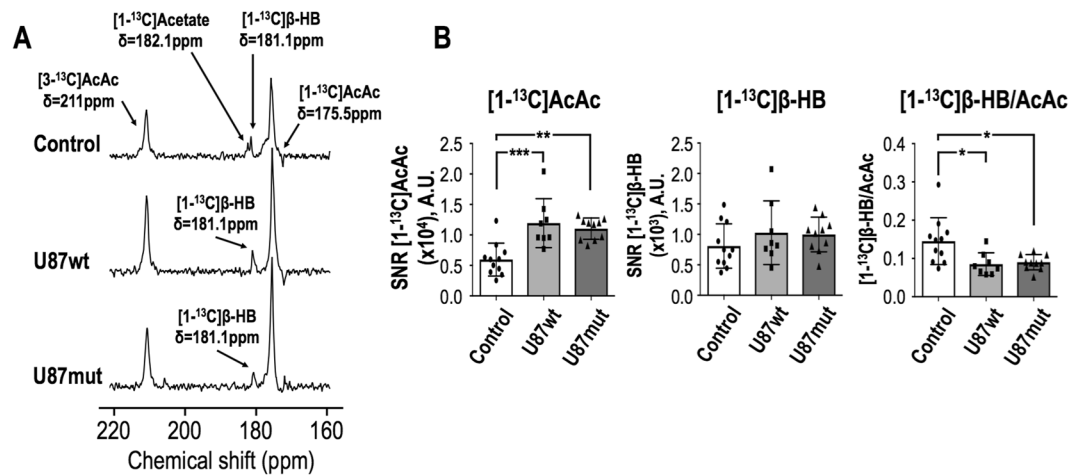 A
[1-¹³C]Acetate
δ=182.1ppm
[1-¹³C]β-HB
δ=181.1ppm
[3-¹³C]AcAc
δ=211ppm
[1-¹³C]AcAc
δ=175.5ppm
Control
[1-¹³C]β-HB
δ=181.1ppm
U87wt
[1-¹³C]β-HB
δ=181.1ppm
U87mut
220 200 180 160
Chemical shift (ppm)
B
[1-¹³C]AcAc
SNR [1-¹³C]AcAc
(x10⁴), A.U.
2.5
2.0
1.5
1.0
0.5
0.0
**
***
Control
U87wt
U87mut
[1-¹³C]β-HB
SNR [1-¹³C]β-HB
(x10³), A.U.
2.5
2.0
1.5
1.0
0.5
0.0
Control
U87wt
U87mut
[1-¹³C]β-HB/AcAc
[1-¹³C]β-HB/AcAc
0.4
0.3
0.2
0.1
0.0
*
*
Control
U87wt
U87mut